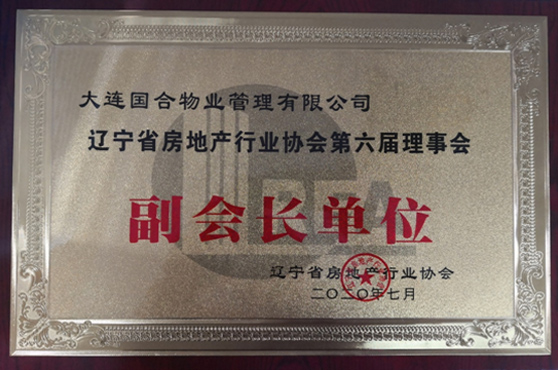 大连国合物业管理有限公司
辽宁省房地产行业协会第六届理事会
副会长单位
辽宁省房地产行业协会
二〇二〇年七月